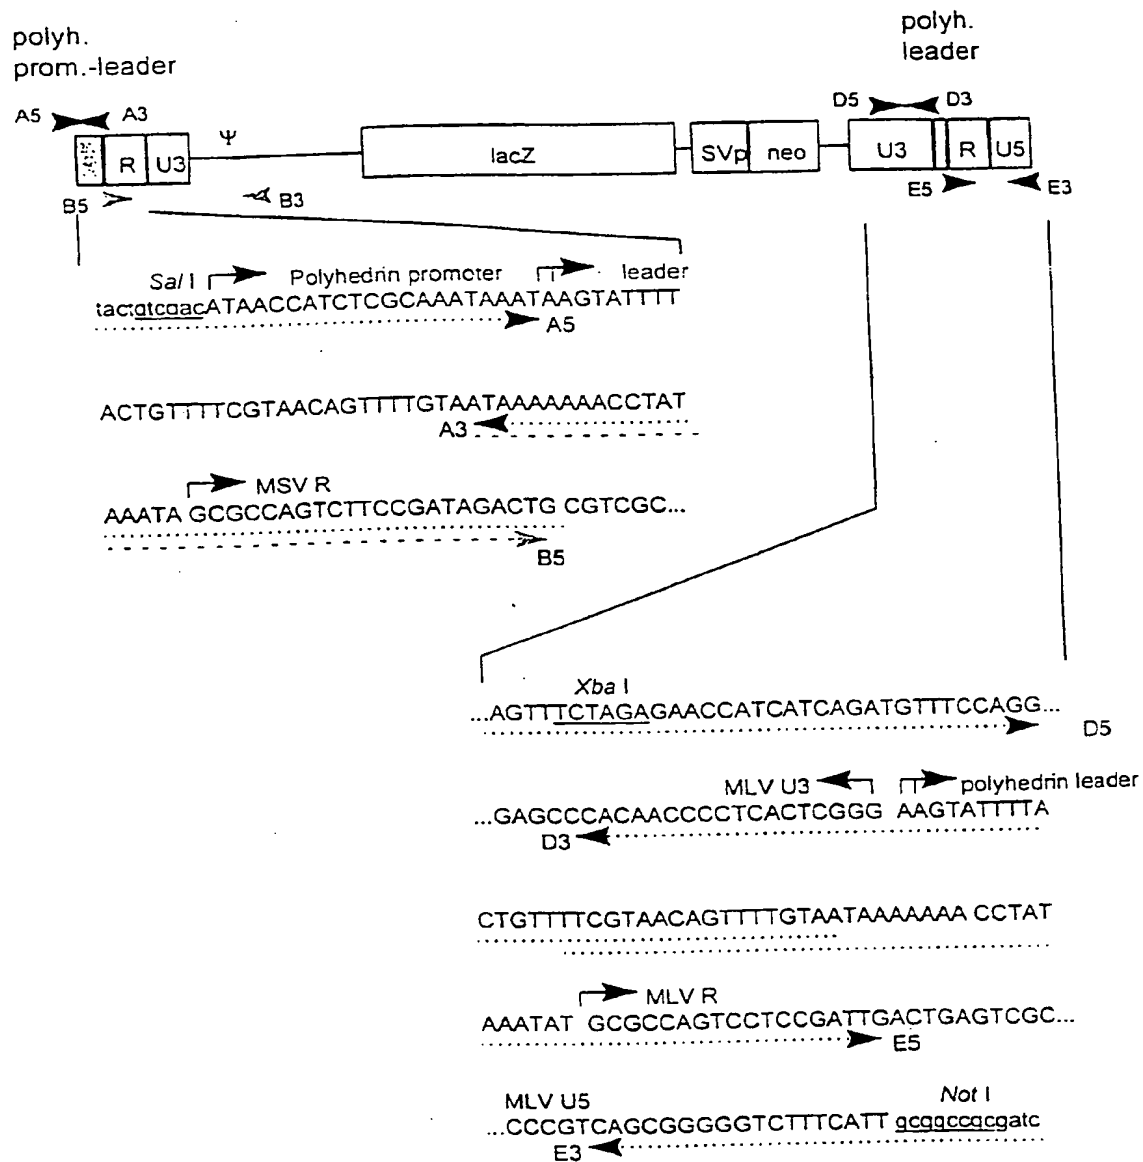 polyh.
prom.-leader
polyh.
leader
A5 A3
D5 D3
R U3 Ψ lacZ SVp neo U3 R U5
B5 B3
E5 E3
Sal I Polyhedrin promoter leader
tactgtcgacATAACCATCTCGCAAATAAATAAGTATTTT
A5
ACTGTTTTCGTAACAGTTTTGTAATAAAAAAACCTAT
A3
MSV R
AAATA GCGCCAGTCTTCCGATAGACTG CGTCGC...
B5
Xba I
...AGTTTCTAGAGAACCATCATCAGATGTTTCCAGG...
D5
MLV U3 polyhedrin leader
...GAGCCCACAACCCCTCACTCGGG AAGTATTTTA
D3
CTGTTTTCGTAACAGTTTTGTAATAAAAAAA CCTAT
MLV R
AAATAT GCGCCAGTCCTCCGATTGACTGAGTCGC...
E5
MLV U5 Not I
...CCCGTCAGCGGGGGTCTTTCATT gcggccgcgatc
E3